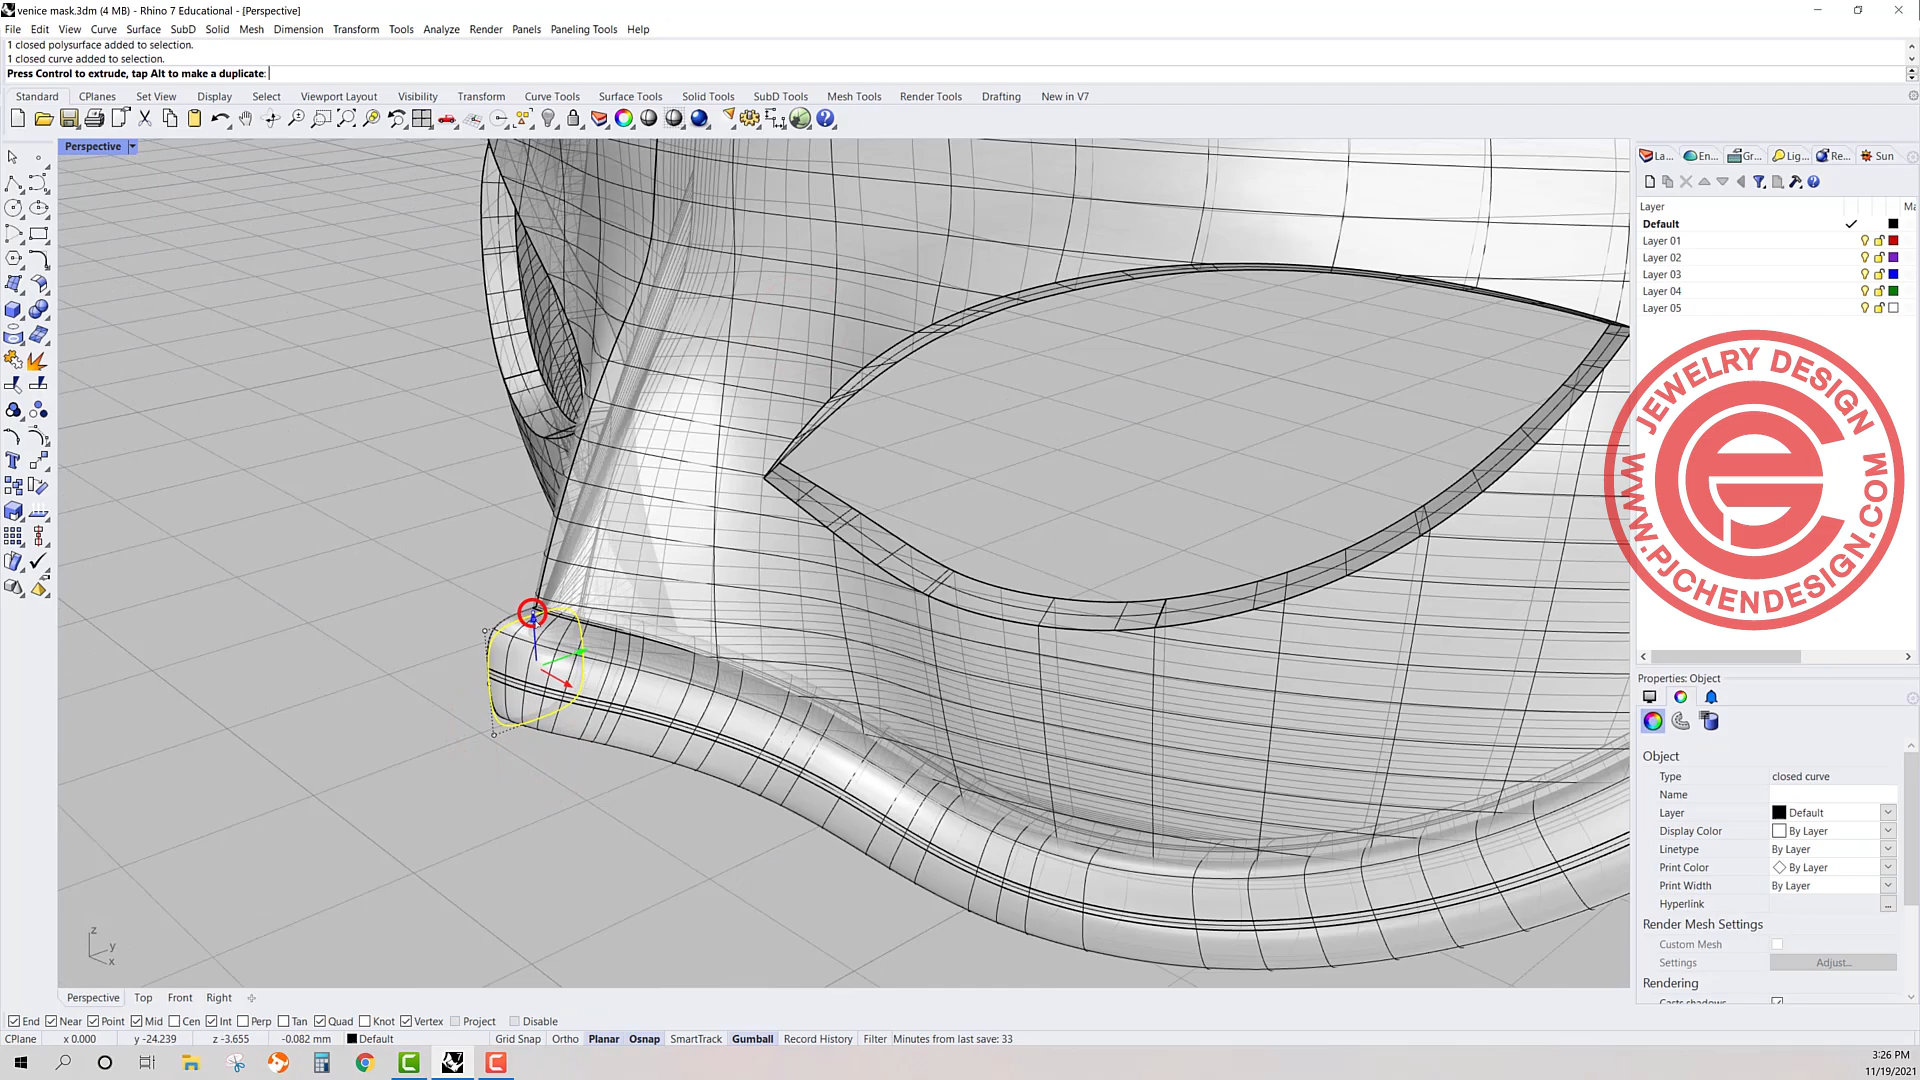 venice mask.3dm (4 MB) - Rhino 7 Educational - [Perspective]
File Edit View Curve Surface SubD Solid Mesh Dimension Transform Tools Analyze Render Panels Paneling Tools Help
1 closed polysurface added to selection.
1 closed curve added to selection.
Press Control to extrude, tap Alt to make a duplicate:
Standard CPlanes Set View Display Select Viewport Layout Visibility Transform Curve Tools Surface Tools Solid Tools SubD Tools Mesh Tools Render Tools Drafting New in V7
Perspective
La... En... Gr... Lig... Re... Sun
Layer Ma
Default
Layer 01
Layer 02
Layer 03
Layer 04
Layer 05
JEWELRY DESIGN
WWW.PJCHENDESIGN.COM
Properties: Object
Object
Type closed curve
Name
Layer Default
Display Color By Layer
Linetype By Layer
Print Color By Layer
Print Width By Layer
Hyperlink ...
Render Mesh Settings
Custom Mesh
Settings Adjust...
Rendering
Casts shadows
z
y
x
Perspective Top Front Right
End Near Point Mid Cen Int Perp Tan Quad Knot Vertex Project Disable
CPlane x 0.000 y -24.239 z -3.655 -0.082 mm Default Grid Snap Ortho Planar Osnap SmartTrack Gumball Record History Filter Minutes from last save: 33
3:26 PM
11/19/2021